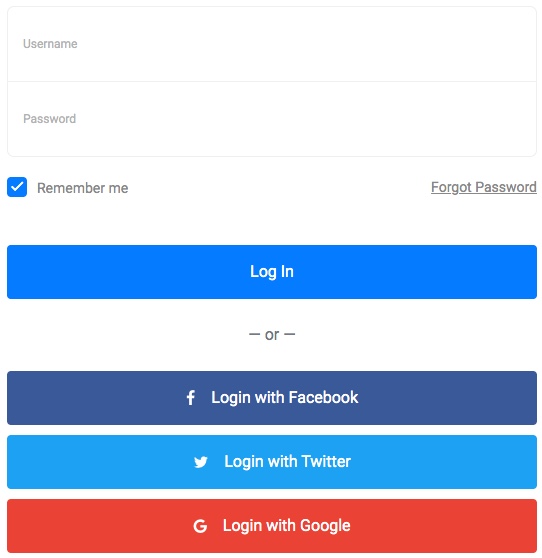 Username
Password
Remember me
Forgot Password
Log In
— or —
Login with Facebook
Login with Twitter
Login with Google